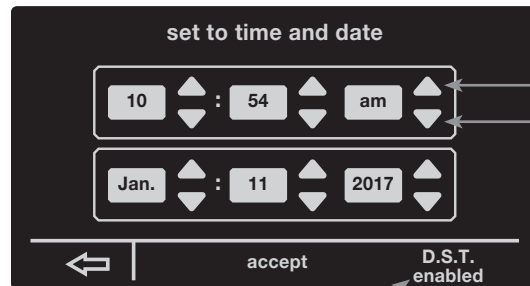 set to time and date
10 : 54 am
Jan. : 11 2017
accept
D.S.T.
enabled